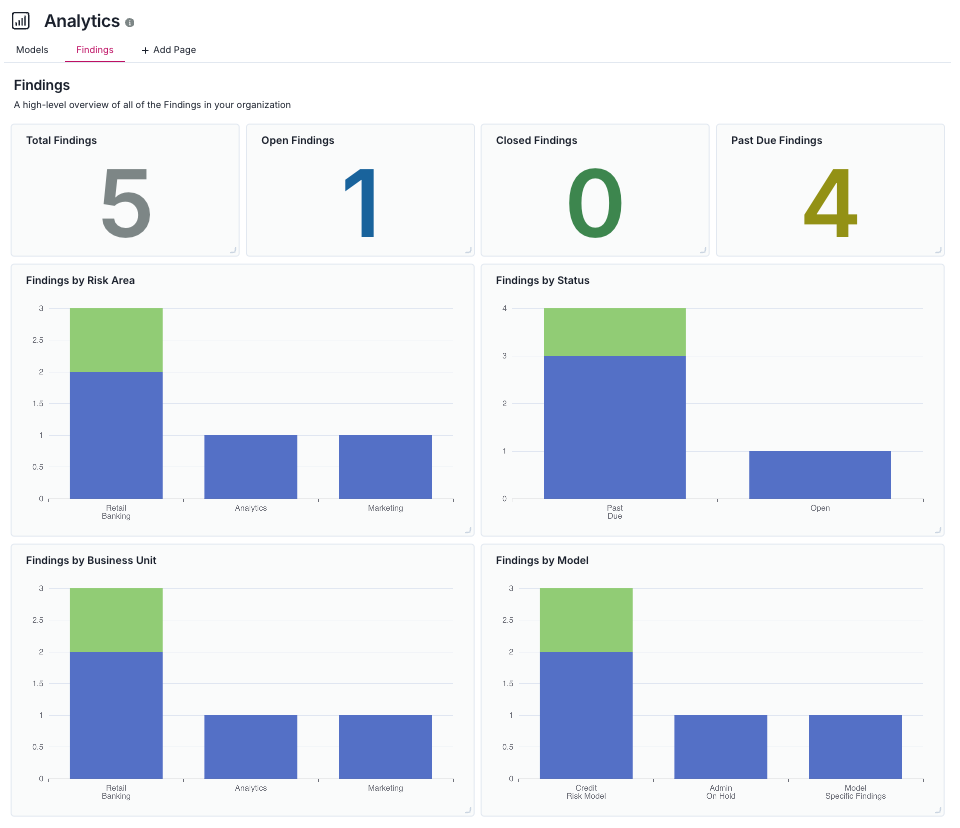 Analytics
Models
Findings
+ Add Page
Findings
A high-level overview of all of the Findings in your organization
Total Findings
5
Open Findings
1
Closed Findings
0
Past Due Findings
4
Findings by Risk Area
3
2.5
2
1.5
1
0.5
0
Retail
Banking
Analytics
Marketing
Findings by Status
4
3
2
1
0
Past
Due
Open
Findings by Business Unit
3
2.5
2
1.5
1
0.5
0
Retail
Banking
Analytics
Marketing
Findings by Model
3
2.5
2
1.5
1
0.5
0
Credit
Risk Model
Admin
On Hold
Model
Specific Findings